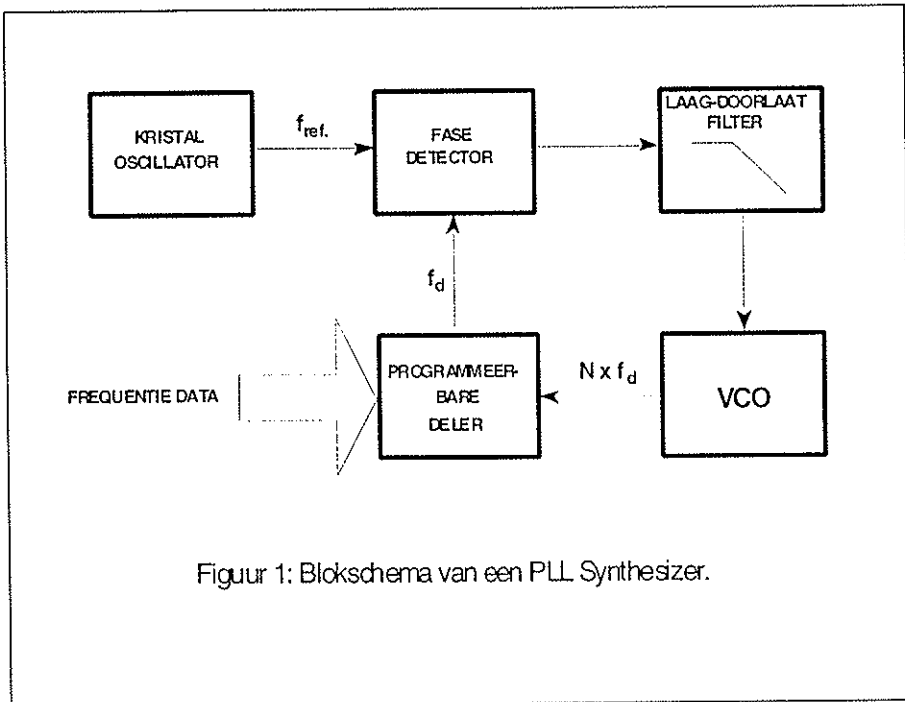 KRISTAL
OSCILLATOR
f ref.
FASE
DETECTOR
LAAG-DOORLAAT
FILTER
f d
FREQUENTIE DATA
PROGRAMMEER-
BARE
DELER
N x f d
VCO
Figuur 1: Blokschema van een PLL Synthesizer.